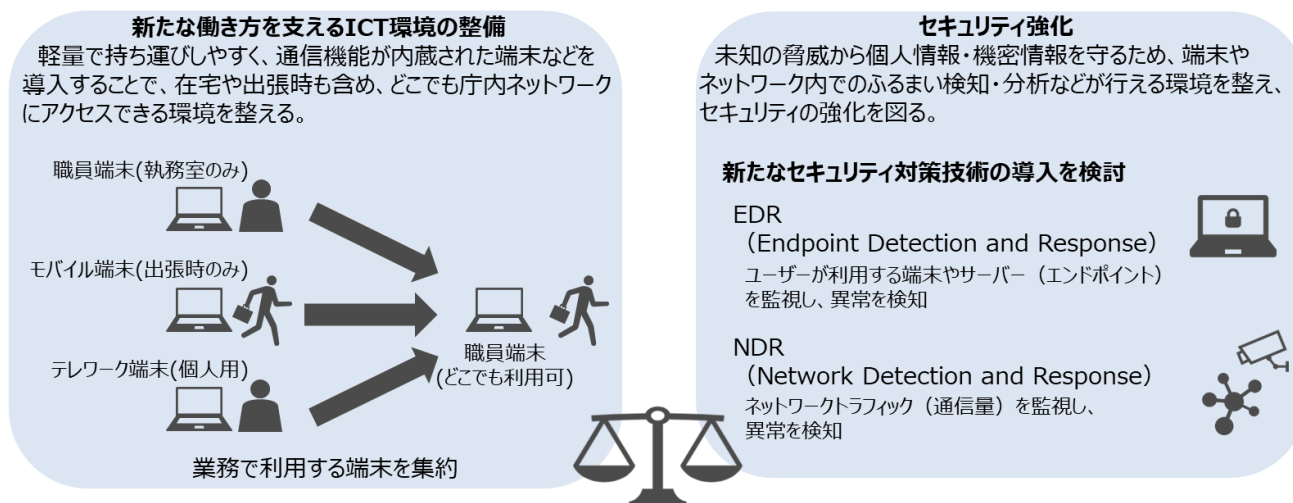 新たな働き方を支えるICT環境の整備
軽量で持ち運びしやすく、通信機能が内蔵された端末などを
導入することで、在宅や出張時も含め、どこでも庁内ネットワーク
にアクセスできる環境を整える。
職員端末(執務室のみ)
モバイル端末(出張時のみ)
テレワーク端末(個人用)
職員端末
(どこでも利用可)
業務で利用する端末を集約
セキュリティ強化
未知の脅威から個人情報・機密情報を守るため、端末や
ネットワーク内でのふるまい検知・分析などが行える環境を整え、
セキュリティの強化を図る。
新たなセキュリティ対策技術の導入を検討
EDR
（Endpoint Detection and Response）
ユーザーが利用する端末やサーバー（エンドポイント）
を監視し、異常を検知
NDR
（Network Detection and Response）
ネットワークトラフィック（通信量）を監視し、
異常を検知